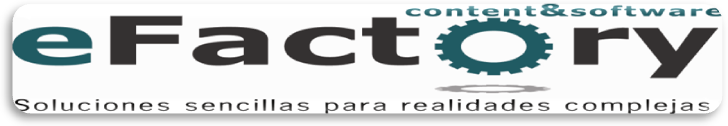 content&software
eFactory
Soluciones sencillas para realidades complejas